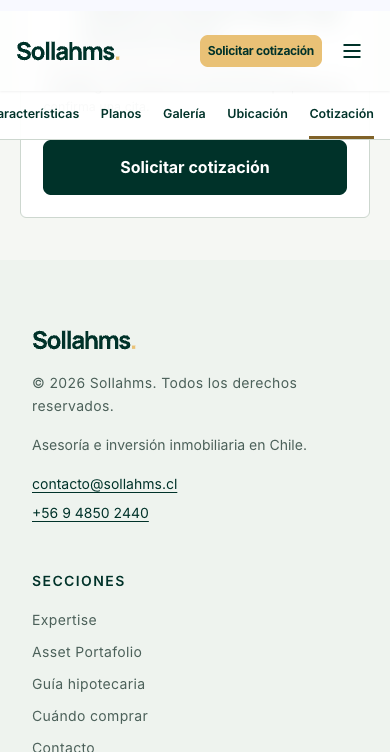 Sollahms.
Solicitar cotización
aracterísticas Planos Galería Ubicación Cotización
Solicitar cotización
Sollahms.
© 2026 Sollahms. Todos los derechos
reservados.
Asesoría e inversión inmobiliaria en Chile.
contacto@sollahms.cl
+56 9 4850 2440
SECCIONES
Expertise
Asset Portafolio
Guía hipotecaria
Cuándo comprar
Contacto